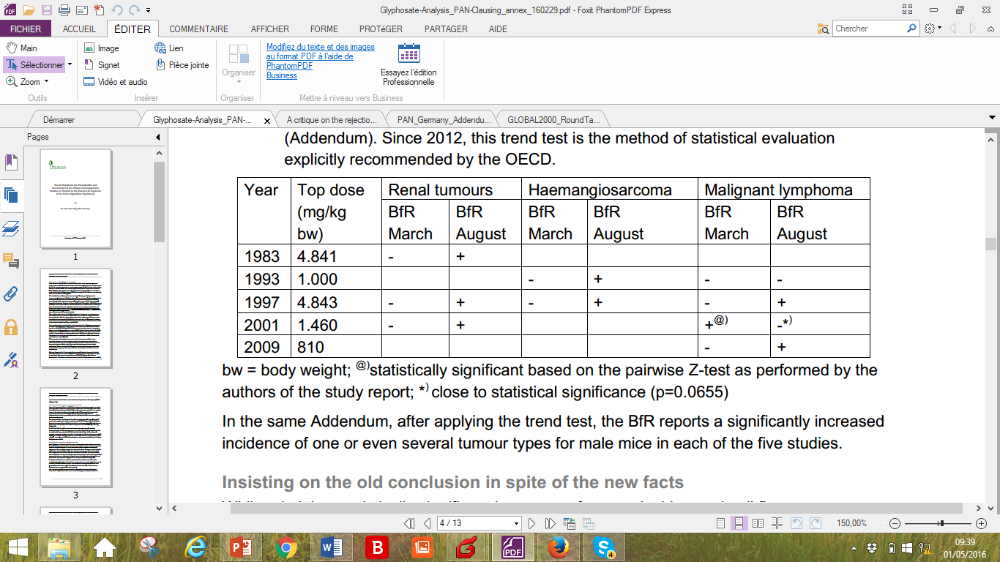 Glyphosate-Analysis_PAN-Clausing_annex_160229.pdf - Foxit PhantomPDF Express
FICHIER ACCUEIL ÉDITER COMMENTAIRE AFFICHER FORME PROTéGER PARTAGER AIDE Chercher
Main
Sélectionner
Zoom
Outils
Image
Signet
Vidéo et audio
Lien
Pièce jointe
Insérer
Organiser
Organiser
Modifiez du texte et des images
au format PDF à l'aide de
PhantomPDF
Business
Essayez l'édition
Professionnelle
Mettre à niveau vers Business
Démarrer Glyphosate-Analysis_PAN-... A critique on the rejectio... PAN_Germany_Addendu... GLOBAL2000_RoundTa...
Pages
1
2
3
(Addendum). Since 2012, this trend test is the method of statistical evaluation
explicitly recommended by the OECD.
Year Top dose (mg/kg bw) Renal tumours Haemangiosarcoma Malignant lymphoma
BfR March BfR August BfR March BfR August BfR March BfR August
1983 4.841 - +
1993 1.000 - + - -
1997 4.843 - + - + - +
2001 1.460 - + +@) -*)
2009 810 - +
bw = body weight; @)statistically significant based on the pairwise Z-test as performed by the
authors of the study report; *) close to statistical significance (p=0.0655)
In the same Addendum, after applying the trend test, the BfR reports a significantly increased
incidence of one or even several tumour types for male mice in each of the five studies.
Insisting on the old conclusion in spite of the new facts
4 / 13
150,00%
09:39
01/05/2016